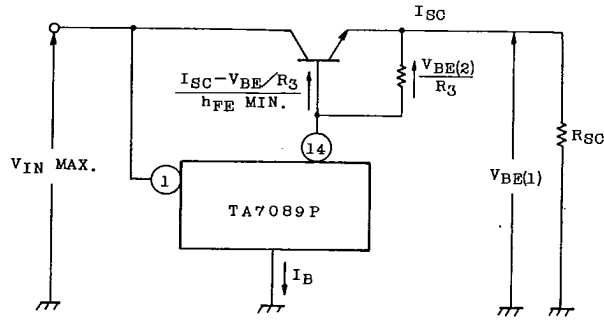 I_SC
I_SC−V_BE/R_3
h_FE MIN.
V_BE(2)
R_3
14
R_SC
V_IN MAX.
1
V_BE(1)
TA7089P
I_B